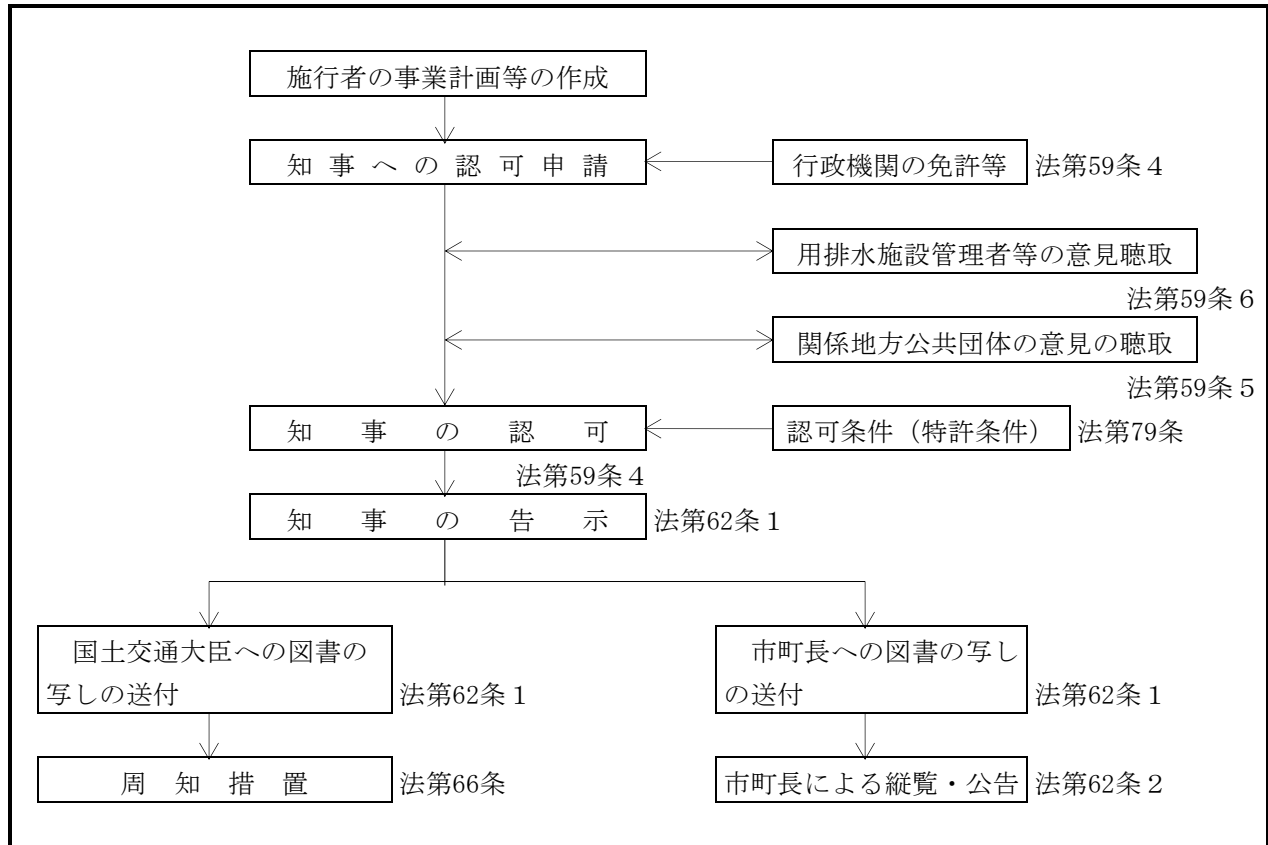 施行者の事業計画等の作成
知事への認可申請
行政機関の免許等 法第59条4
用排水施設管理者等の意見聴取
法第59条6
関係地方公共団体の意見の聴取
法第59条5
知事の認可
認可条件（特許条件） 法第79条
法第59条4
知事の告示 法第62条1
国土交通大臣への図書の
写しの送付 法第62条1
市町長への図書の写し
の送付 法第62条1
周知措置 法第66条
市町長による縦覧・公告 法第62条2